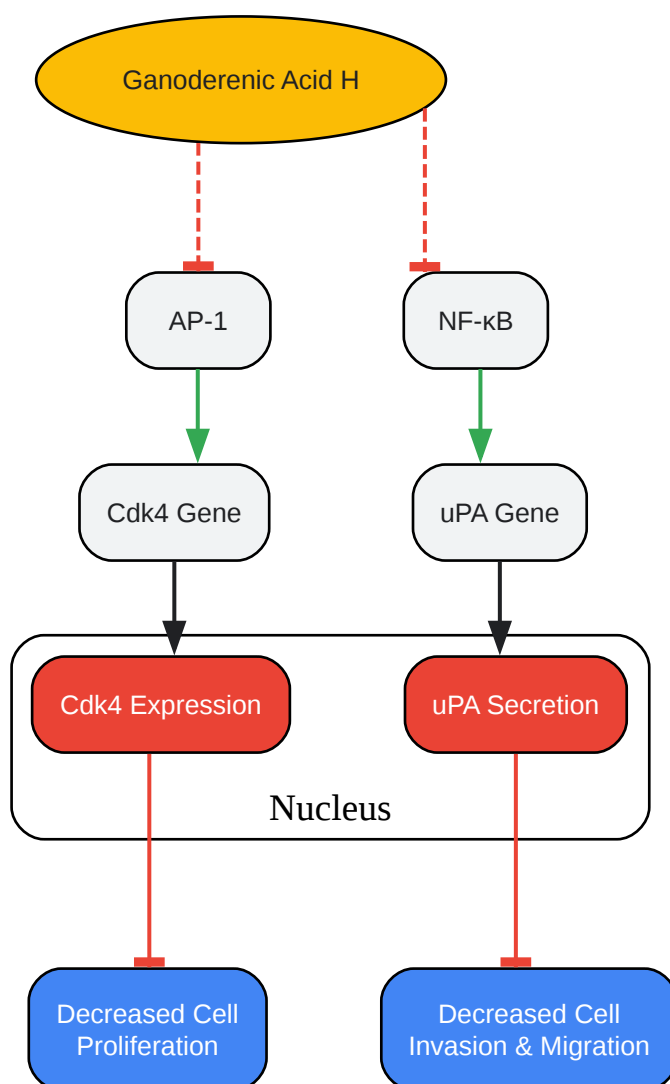 Ganoderenic Acid H
AP-1
NF-κB
Cdk4 Gene
uPA Gene
Cdk4 Expression
uPA Secretion
Nucleus
Decreased Cell
Proliferation
Decreased Cell
Invasion & Migration